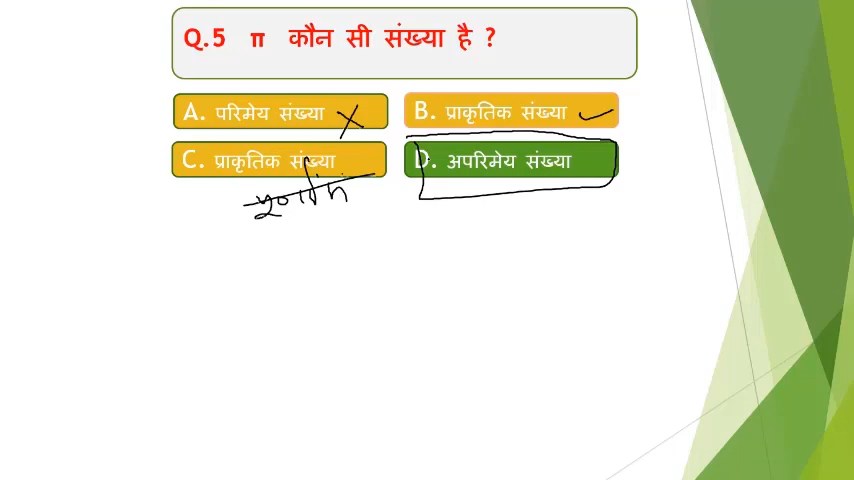 Q.5 π कौन सी संख्या है ?
A. परिमेय संख्या
B. प्राकृतिक संख्या
C. प्राकृतिक संख्या
D. अपरिमेय संख्या